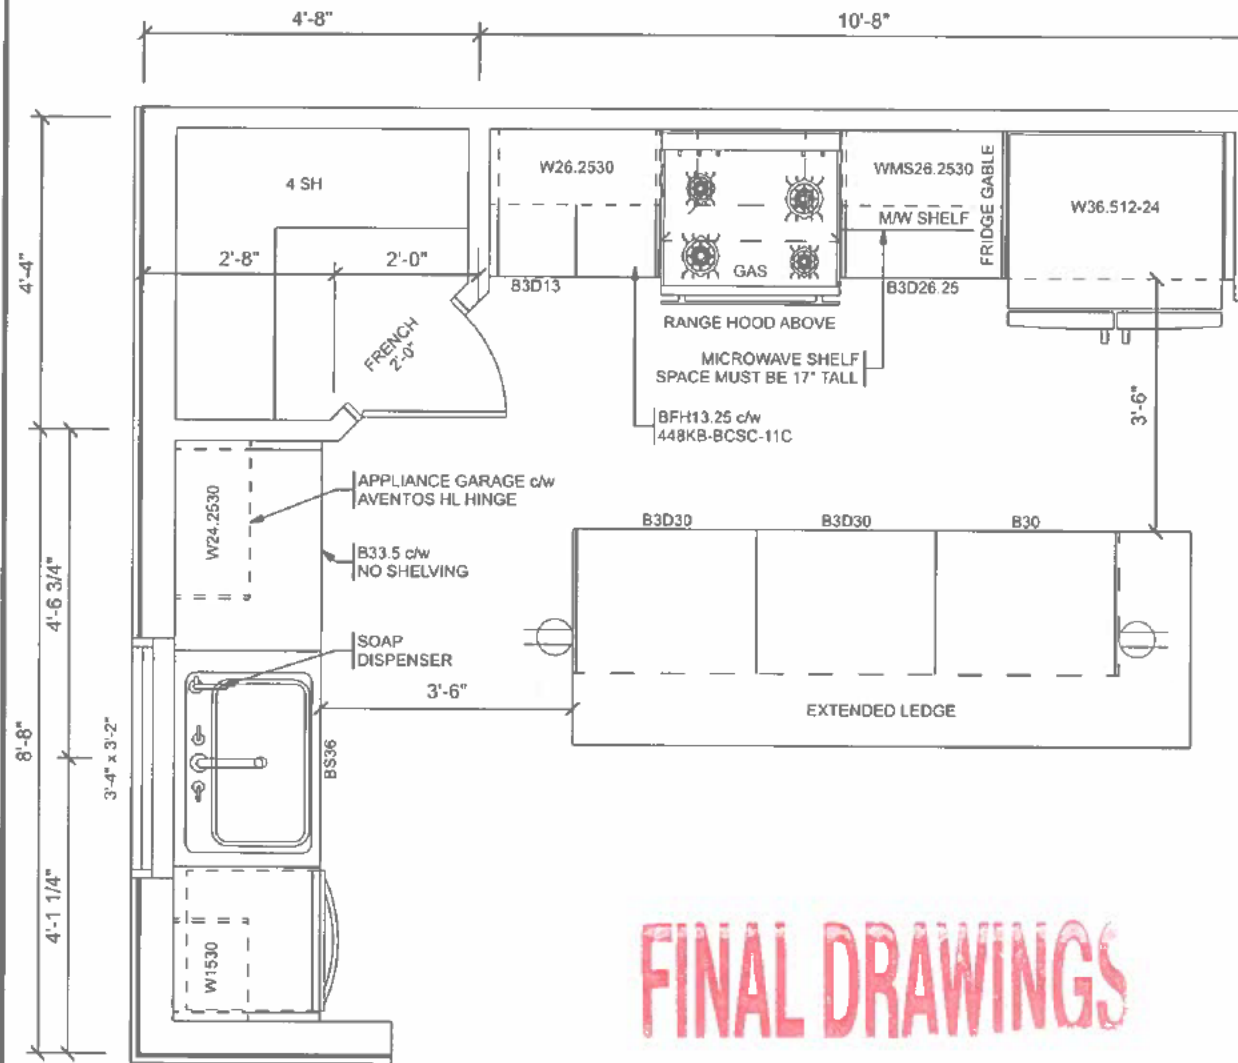 4'-8"
10'-8"
4 SH
W26.2530
WMS26.2530
FRIDGE GABLE
W36.512-24
M/W SHELF
2'-8"
2'-0"
4'-4"
GAS
B3D13
B3D26.25
FRENCH
2'-0"
RANGE HOOD ABOVE
MICROWAVE SHELF
SPACE MUST BE 17" TALL
3'-6"
BFH13.25 c/w
448KB-BCSC-11C
APPLIANCE GARAGE c/w
AVENTOS HL HINGE
W24.2530
B3D30
B3D30
B30
B33.5 c/w
NO SHELVING
4'-6 3/4"
SOAP
DISPENSER
3'-6"
EXTENDED LEDGE
8'-8"
3'-4" x 3'-2"
BS36
4'-1 1/4"
W1530
FINAL DRAWINGS